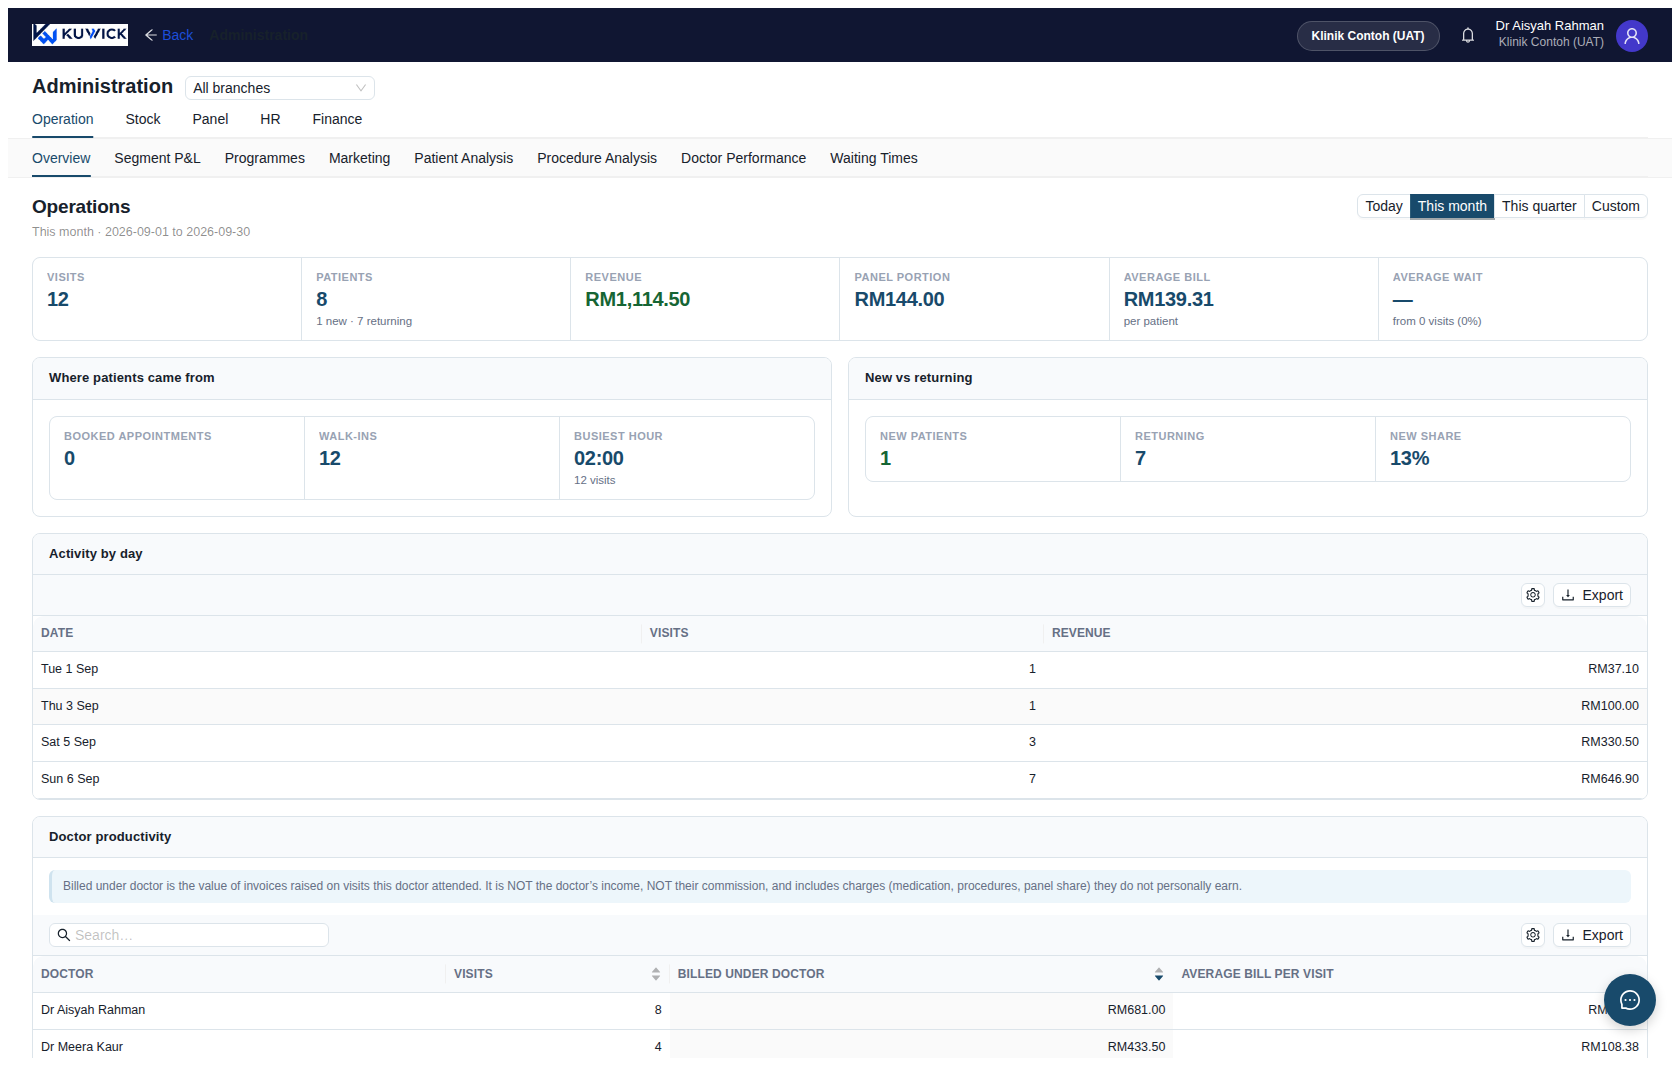 KUWICK
Back Administration
Klinik Contoh (UAT)
Dr Aisyah Rahman
Klinik Contoh (UAT)
Administration All branches
Operation Stock Panel HR Finance
Overview Segment P&L Programmes Marketing Patient Analysis Procedure Analysis Doctor Performance Waiting Times
Operations
Today This month This quarter Custom
This month · 2026-09-01 to 2026-09-30
VISITS PATIENTS REVENUE PANEL PORTION AVERAGE BILL AVERAGE WAIT
12 8 RM1,114.50 RM144.00 RM139.31 —
1 new · 7 returning per patient from 0 visits (0%)
Where patients came from New vs returning
BOOKED APPOINTMENTS WALK-INS BUSIEST HOUR NEW PATIENTS RETURNING NEW SHARE
0 12 02:00 1 7 13%
12 visits
Activity by day
Export
DATE VISITS REVENUE
Tue 1 Sep 1 RM37.10
Thu 3 Sep 1 RM100.00
Sat 5 Sep 3 RM330.50
Sun 6 Sep 7 RM646.90
Doctor productivity
Billed under doctor is the value of invoices raised on visits this doctor attended. It is NOT the doctor’s income, NOT their commission, and includes charges (medication, procedures, panel share) they do not personally earn.
Search… Export
DOCTOR VISITS BILLED UNDER DOCTOR AVERAGE BILL PER VISIT
Dr Aisyah Rahman 8 RM681.00
Dr Meera Kaur 4 RM433.50 RM108.38